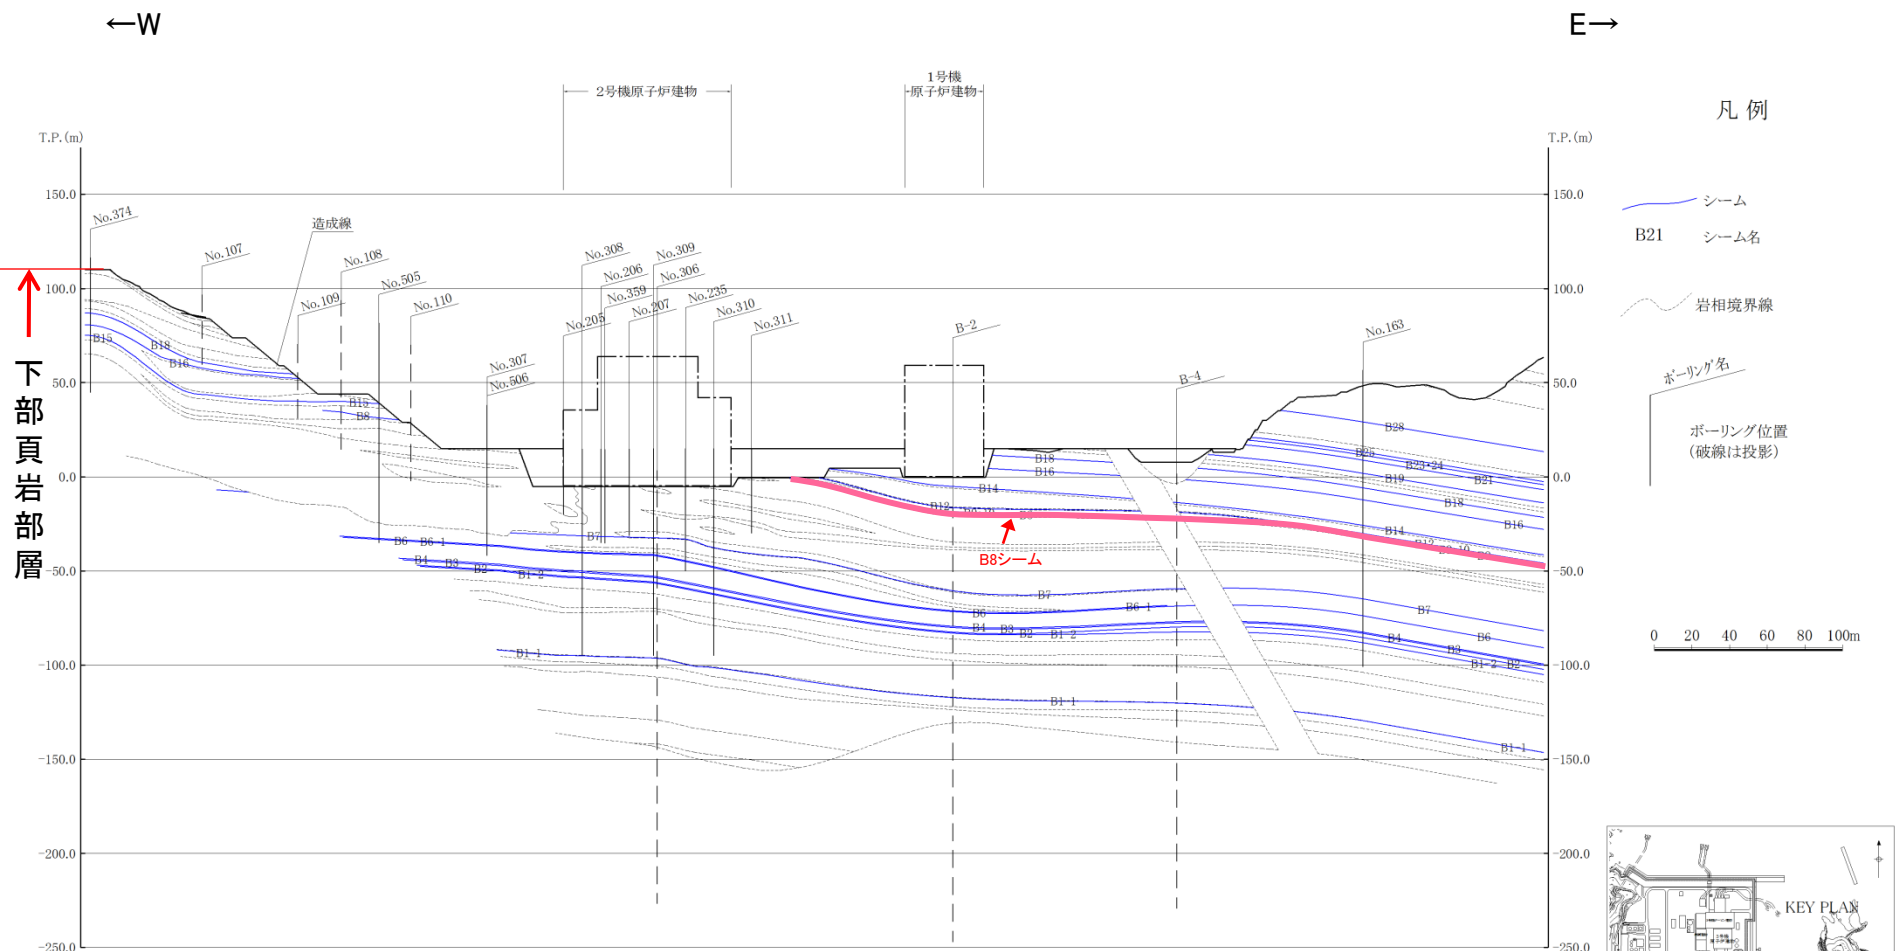 ←W
E→
1号機
原子炉建物
2号機原子炉建物
凡 例
T.P.(m)
T.P.(m)
150.0
150.0
シーム
B21
シーム名
No.374
造成線
No.107
No.108
No.505
No.109
No.110
No.308
No.309
No.206
No.306
No.359
No.207
No.235
No.205
No.310
No.311
No.307
No.506
B-2
B-4
No.163
100.0
100.0
岩相境界線
下部頁岩部層
B15
B18
B16
50.0
50.0
ボーリング名
B15
B8
B28
ボーリング位置
(破線は投影)
B25
B23・24
B21
B19
B18
B16
B18
B16
B14
B12
0.0
0.0
B14
B8シーム
B7
B6
B6-1
B4
B3
B2
B1-2
-50.0
-50.0
B7
B6
B6-1
B4
B3
B2
B1-2
B7
B6
B4
B3
B1-2
B2
0 20 40 60 80 100m
B1-1
B1-1
B1-1
-100.0
-100.0
-150.0
-150.0
-200.0
-200.0
KEY PLAN
1号機
原子炉建物
-250.0
-250.0